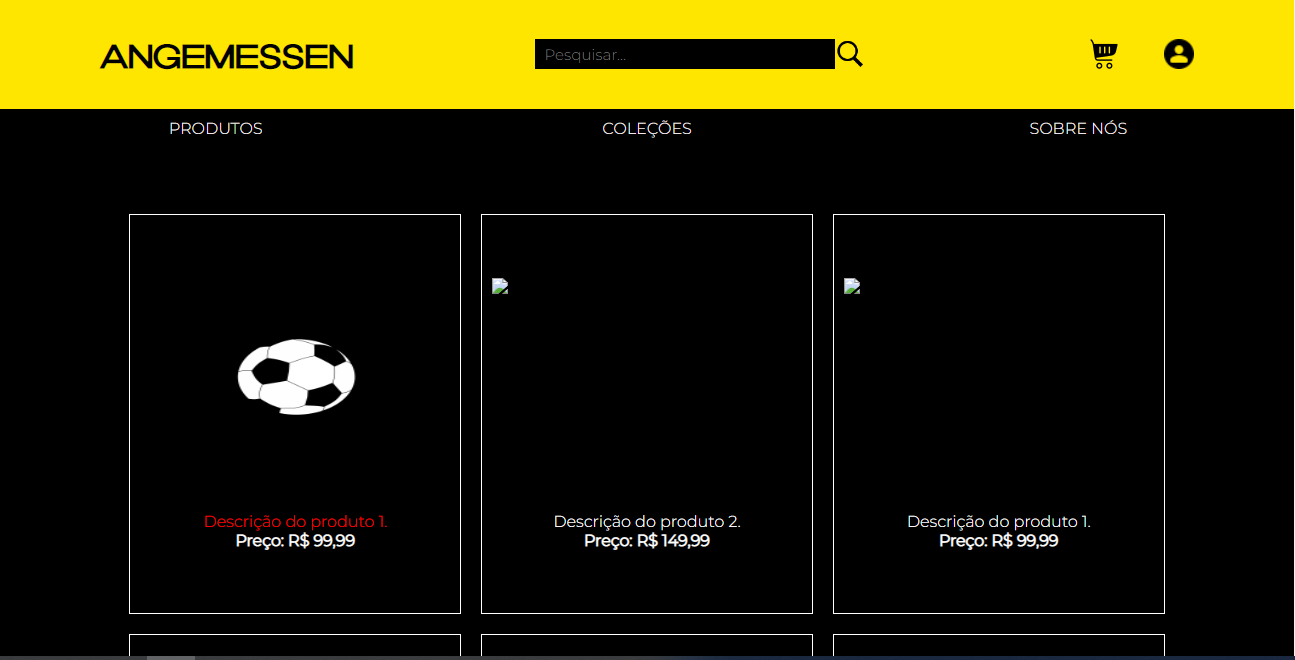 ANGEMESSEN
Pesquisar...
PRODUTOS
COLEÇÕES
SOBRE NÓS
Descrição do produto 1.
Preço: R$ 99,99
Descrição do produto 2.
Preço: R$ 149,99
Descrição do produto 1.
Preço: R$ 99,99